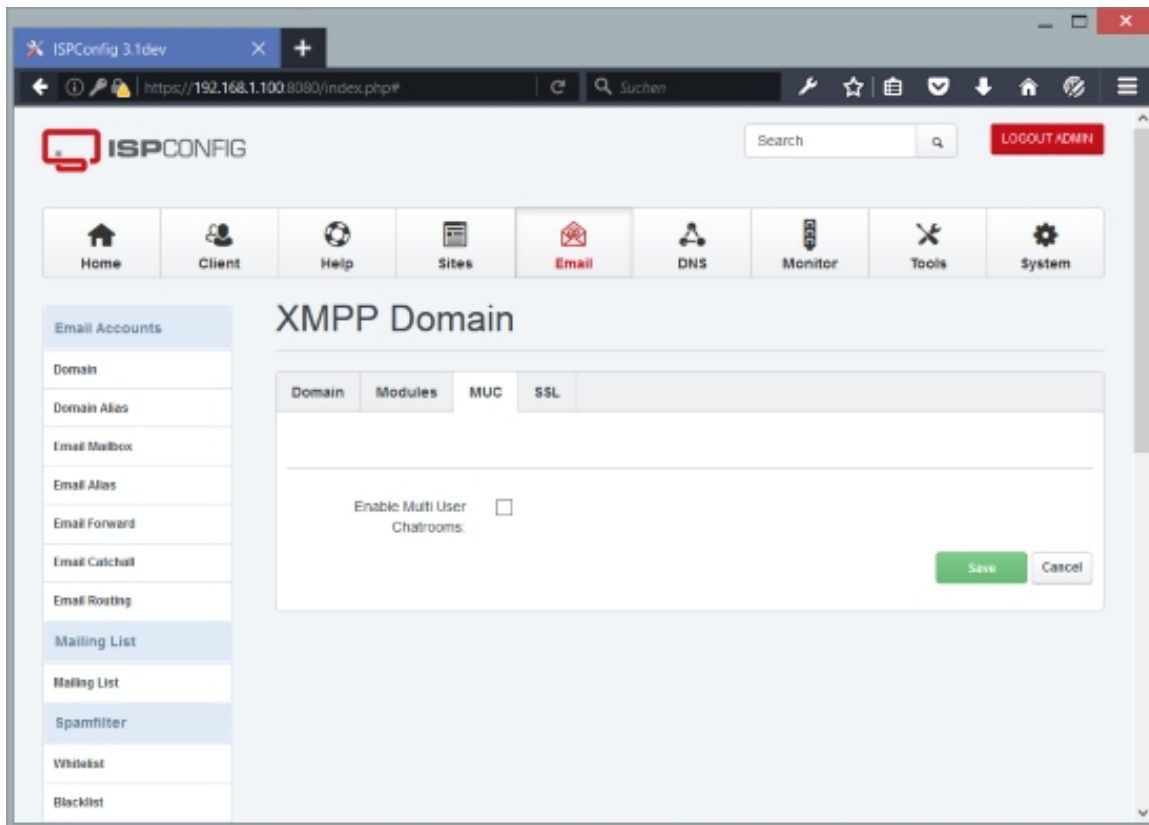 ISPConfig 3.1dev
https://192.168.1.100:8080/index.php#
Suchen
ISPCONFIG
Search
LOGOUT ADMIN
Home
Client
Help
Sites
Email
DNS
Monitor
Tools
System
Email Accounts
Domain
Domain Alias
Email Mailbox
Email Alias
Email Forward
Email Catchall
Email Routing
Mailing List
Mailing List
Spamfilter
Whitelist
Blacklist
XMPP Domain
Domain
Modules
MUC
SSL
Enable Multi User
Chatrooms:
Save
Cancel